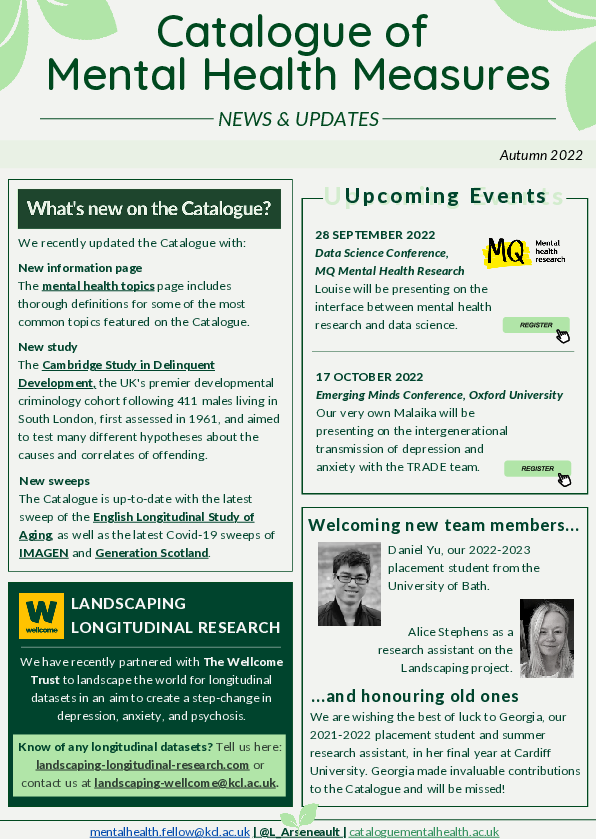 Catalogue of
Mental Health Measures
NEWS & UPDATES
Autumn 2022
What's new on the Catalogue?
We recently updated the Catalogue with:
New information page
The mental health topics page includes
thorough definitions for some of the most
common topics featured on the Catalogue.
New study
The Cambridge Study in Delinquent
Development, the UK's premier developmental
criminology cohort following 411 males living in
South London, first assessed in 1961, and aimed
to test many different hypotheses about the
causes and correlates of offending.
New sweeps
The Catalogue is up-to-date with the latest
sweep of the English Longitudinal Study of
Aging, as well as the latest Covid-19 sweeps of
IMAGEN and Generation Scotland.
W
wellcome
LANDSCAPING
LONGITUDINAL RESEARCH
We have recently partnered with The Wellcome
Trust to landscape the world for longitudinal
datasets in an aim to create a step-change in
depression, anxiety, and psychosis.
Know of any longitudinal datasets? Tell us here:
landscaping-longitudinal-research.com or
contact us at landscaping-wellcome@kcl.ac.uk.
Upcoming Events
28 SEPTEMBER 2022
Data Science Conference,
MQ Mental Health Research
Louise will be presenting on the
interface between mental health
research and data science.
MQ
Mental
health
research
REGISTER
17 OCTOBER 2022
Emerging Minds Conference, Oxford University
Our very own Malaika will be
presenting on the intergenerational
transmission of depression and
anxiety with the TRADE team.
REGISTER
Welcoming new team members...
Daniel Yu, our 2022-2023
placement student from the
University of Bath.
Alice Stephens as a
research assistant on the
Landscaping project.
...and honouring old ones
We are wishing the best of luck to Georgia, our
2021-2022 placement student and summer
research assistant, in her final year at Cardiff
University. Georgia made invaluable contributions
to the Catalogue and will be missed!
mentalhealth.fellow@kcl.ac.uk | @L_Arseneault | cataloguementalhealth.ac.uk